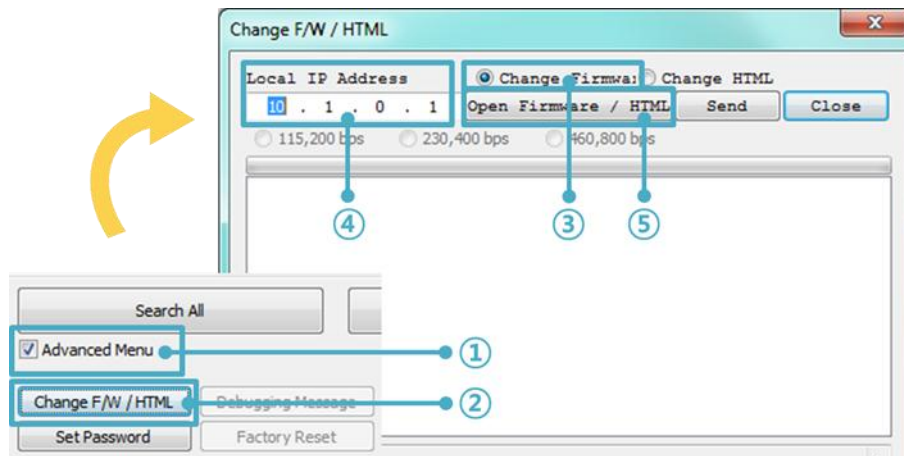 Change F/W / HTML
Local IP Address
Change Firmwa
Change HTML
10 . 1 . 0 . 1
Open Firmware / HTML
Send
Close
115,200 bps
230,400 bps
460,800 bps
④
③
⑤
Search All
Advanced Menu
①
Change F/W / HTML
Debugging Message
②
Set Password
Factory Reset